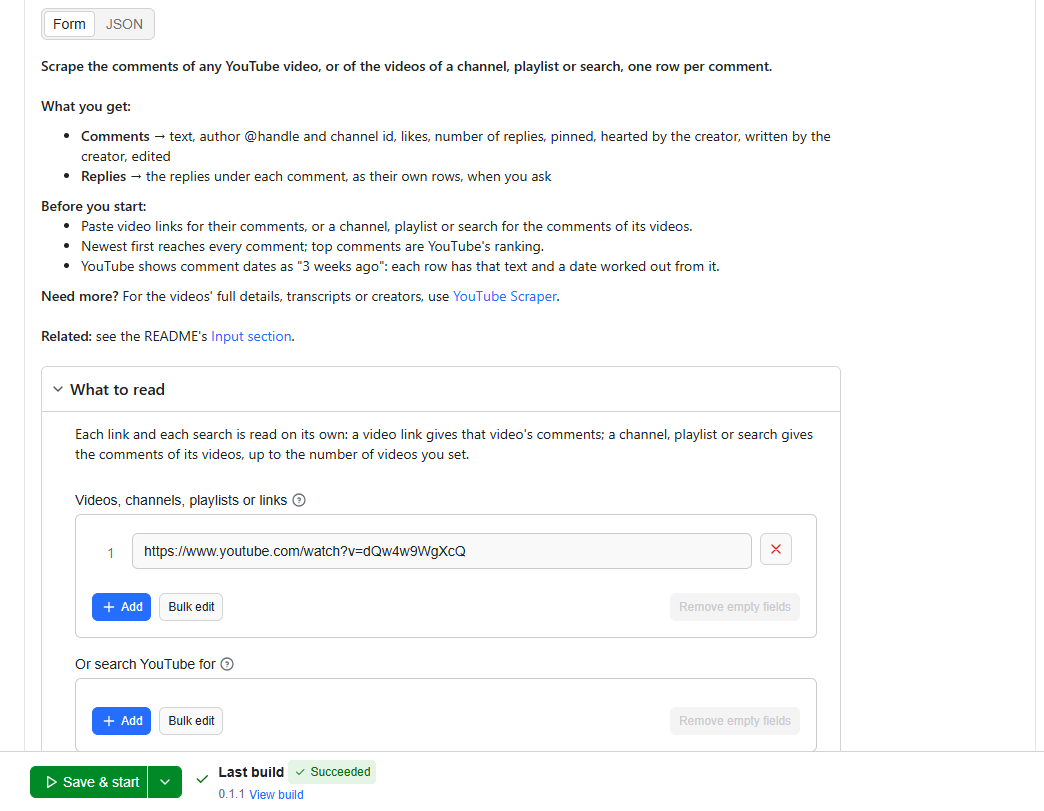 Form JSON
Scrape the comments of any YouTube video, or of the videos of a channel, playlist or search, one row per comment.
What you get:
Comments → text, author @handle and channel id, likes, number of replies, pinned, hearted by the creator, written by the
creator, edited
Replies → the replies under each comment, as their own rows, when you ask
Before you start:
Paste video links for their comments, or a channel, playlist or search for the comments of its videos.
Newest first reaches every comment; top comments are YouTube's ranking.
YouTube shows comment dates as "3 weeks ago": each row has that text and a date worked out from it.
Need more? For the videos' full details, transcripts or creators, use YouTube Scraper.
Related: see the README's Input section.
What to read
Each link and each search is read on its own: a video link gives that video's comments; a channel, playlist or search gives
the comments of its videos, up to the number of videos you set.
Videos, channels, playlists or links
1 https://www.youtube.com/watch?v=dQw4w9WgXcQ
Add Bulk edit Remove empty fields
Or search YouTube for
Add Bulk edit Remove empty fields
Save & start Last build Succeeded
0.1.1 View build